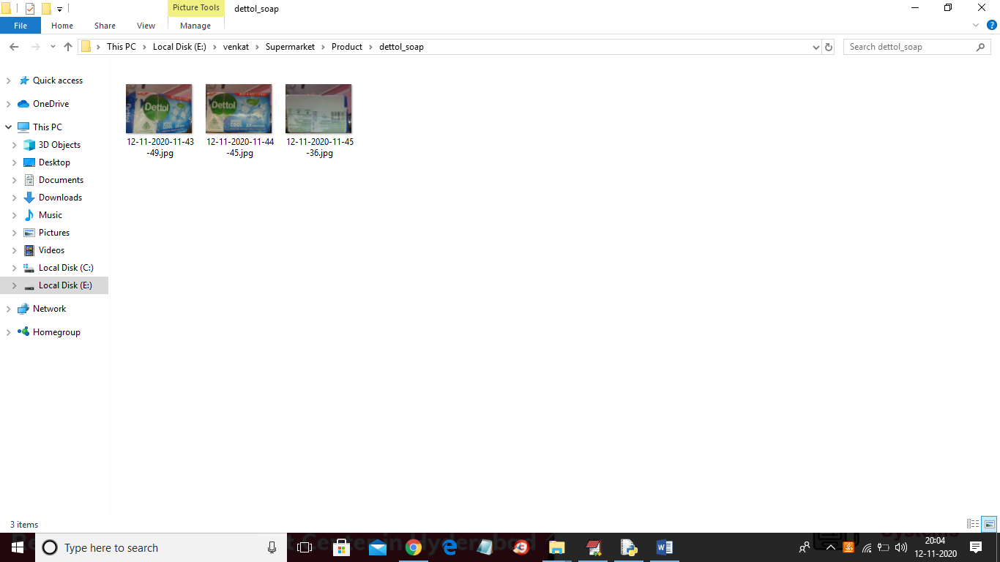 Picture Tools
dettol_soap
File
Home
Share
View
Manage
This PC
Local Disk (E:)
venkat
Supermarket
Product
dettol_soap
Search dettol_soap
Quick access
OneDrive
This PC
3D Objects
Desktop
Documents
Downloads
Music
Pictures
Videos
Local Disk (C:)
Local Disk (E:)
Network
Homegroup
Dettol
Dettol
COOL
Dettol
COOL
12-11-2020-11-43
-49.jpg
12-11-2020-11-44
-45.jpg
12-11-2020-11-45
-36.jpg
3 items
Type here to search
20:04
12-11-2020